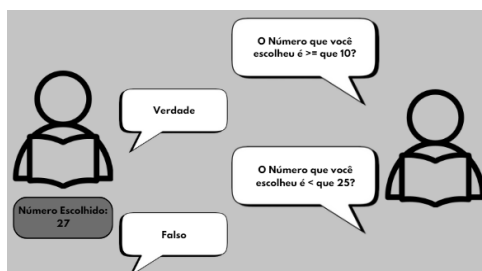 O Número que você
escolheu é >= que 10?
Verdade
O Número que você
escolheu é < que 25?
Número Escolhido:
27
Falso